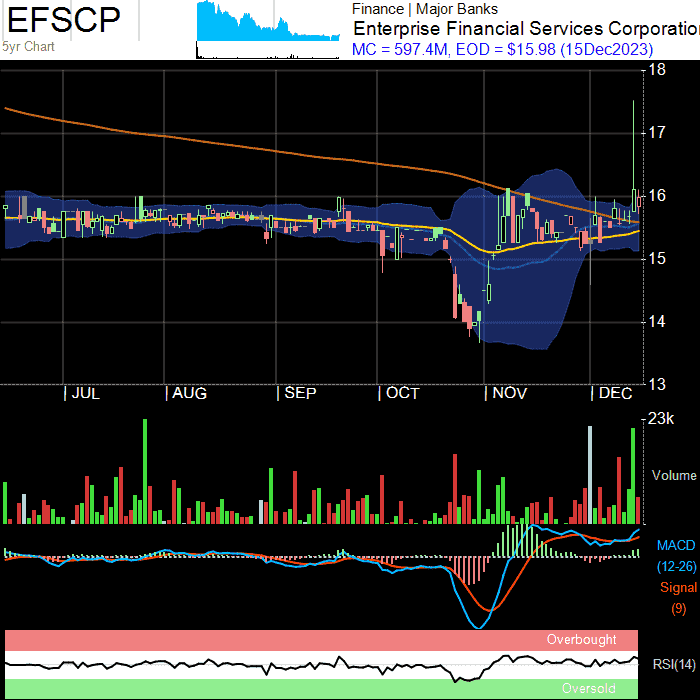 EFSCP
5yr Chart
Finance | Major Banks
Enterprise Financial Services Corporation
MC = 597.4M, EOD = $15.98 (15Dec2023)
18
17
16
15
14
13
| JUL | AUG | SEP | OCT | NOV | DEC
23k
Volume
MACD
(12-26)
Signal
(9)
Overbought
RSI(14)
Oversold